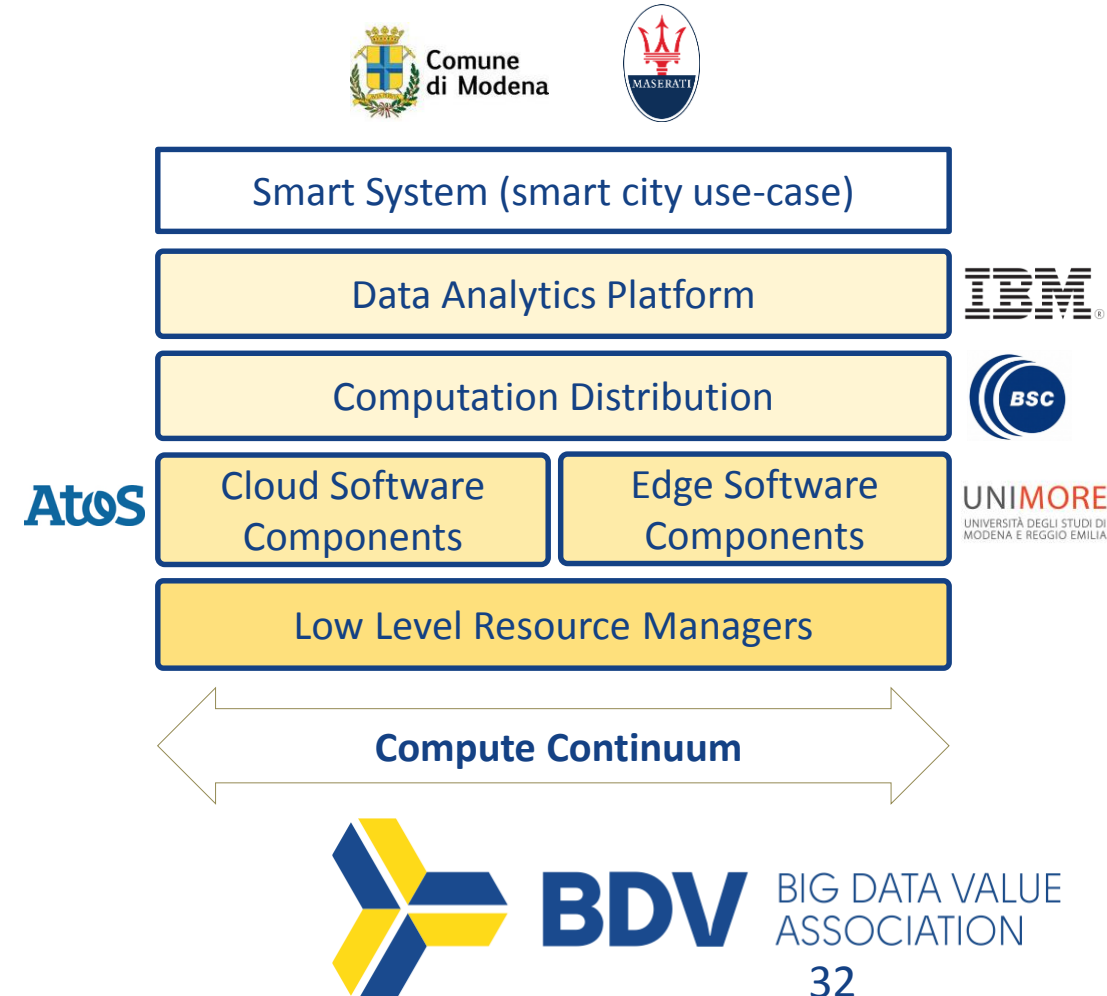 Comune
di Modena
MASERATI
Smart System (smart city use-case)
Data Analytics Platform
IBM®
Computation Distribution
BSC
Atos
Cloud Software
Components
Edge Software
Components
UNIMORE
UNIVERSITÀ DEGLI STUDI DI
MODENA E REGGIO EMILIA
Low Level Resource Managers
Compute Continuum
BDV
BIG DATA VALUE
ASSOCIATION
32